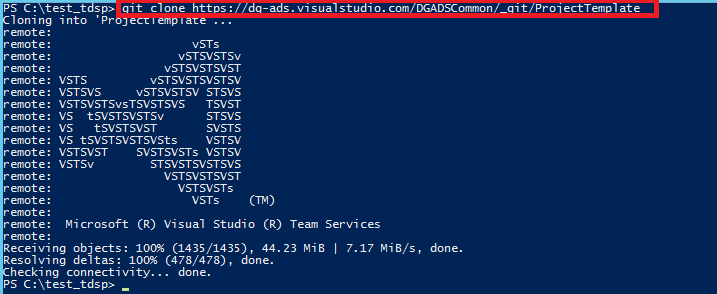 PS C:\test_tdsp> git clone https://dg-ads.visualstudio.com/DGADSCommon/_git/ProjectTemplate
Cloning into 'ProjectTemplate'...
remote:
remote:                    vSTs
remote:                  vSTSVSTSv
remote:                vSTSVSTSVST
remote: VSTS         vSTSVSTSVSTSV
remote: VSTSVS     vSTSVSTSV STSVS
remote: VSTSVSTSvsTSVSTSVS   TSVST
remote: VS  tSVSTSVSTSv      STSVS
remote: VS   tSVSTSVST       SVSTS
remote: VS tSVSTSVSTSVSts    VSTSV
remote: VSTSVST    SVSTSVSTs VSTSV
remote: VSTSv        STSVSTSVSTSVS
remote:                VSTSVSTSVST
remote:                VSTSVSTs
remote:                    VSTs    (TM)
remote:
remote:  Microsoft (R) Visual Studio (R) Team Services
remote:
Receiving objects: 100% (1435/1435), 44.23 MiB | 7.17 MiB/s, done.
Resolving deltas: 100% (478/478), done.
Checking connectivity... done.
PS C:\test_tdsp>